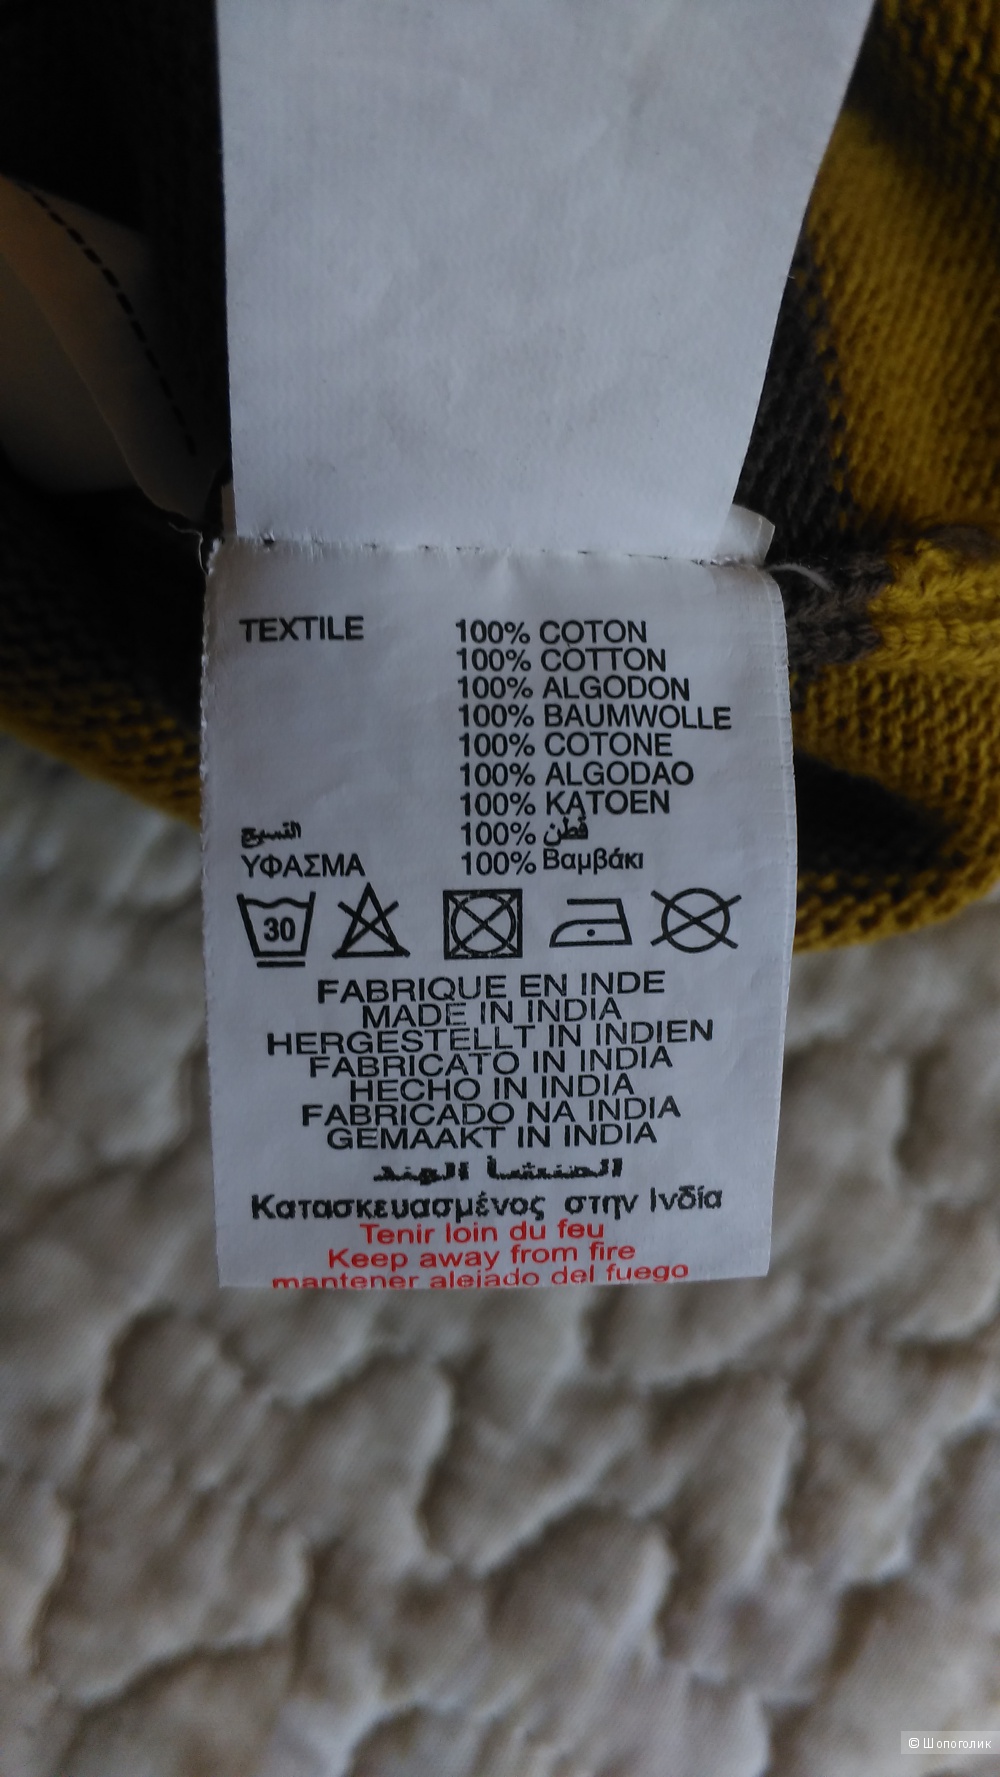 TEXTILE 100% COTON
100% COTTON
100% ALGODON
100% BAUMWOLLE
100% COTONE
100% ALGODAO
100% KATOEN
النسيج 100% قطن
ΥΦΑΣΜΑ 100% Βαμβάκι
30
FABRIQUE EN INDE
MADE IN INDIA
HERGESTELLT IN INDIEN
FABRICATO IN INDIA
HECHO IN INDIA
FABRICADO NA INDIA
GEMAAKT IN INDIA
الهند
Κατασκευασμένος στην Ινδία
Tenir loin du feu
Keep away from fire
mantener alejado del fuego
© Шопоголик